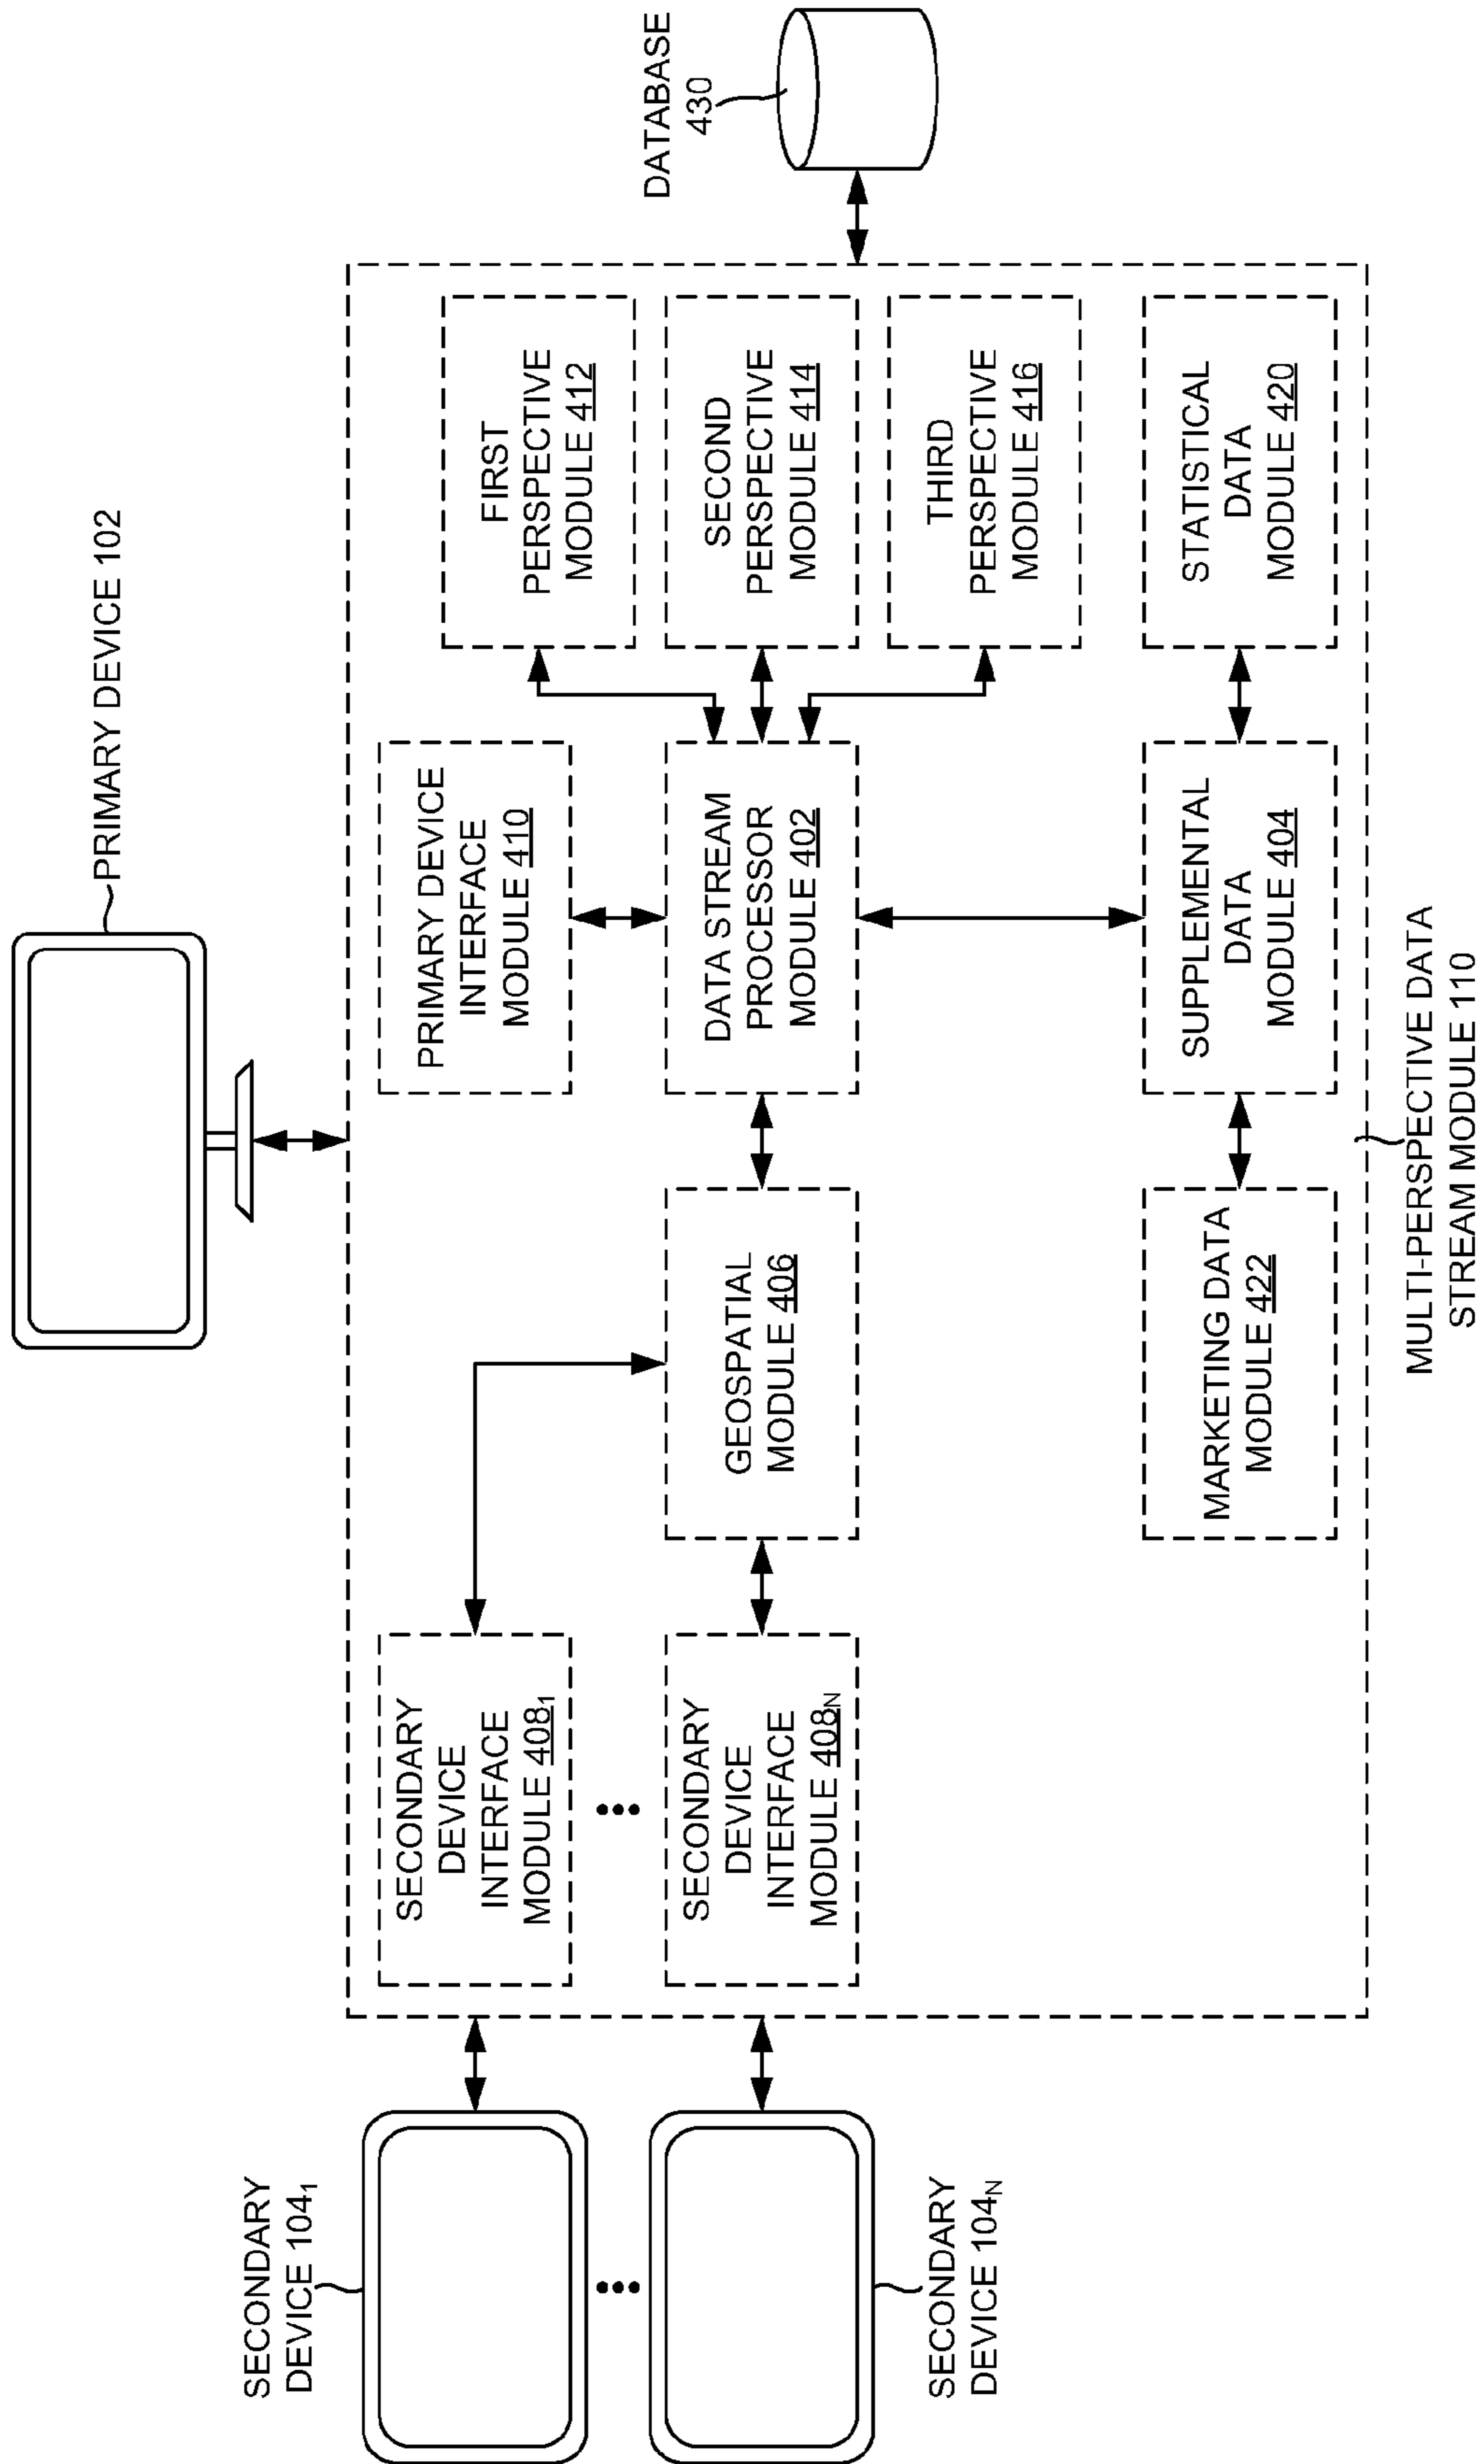 PRIMARY DEVICE 102
DATABASE
430
SECONDARY
DEVICE 104₁
SECONDARY
DEVICE 104N
SECONDARY
DEVICE
INTERFACE
MODULE 408₁
SECONDARY
DEVICE
INTERFACE
MODULE 408N
GEOSPATIAL
MODULE 406
PRIMARY DEVICE
INTERFACE
MODULE 410
DATA STREAM
PROCESSOR
MODULE 402
FIRST
PERSPECTIVE
MODULE 412
SECOND
PERSPECTIVE
MODULE 414
THIRD
PERSPECTIVE
MODULE 416
MARKETING DATA
MODULE 422
SUPPLEMENTAL
DATA
MODULE 404
STATISTICAL
DATA
MODULE 420
MULTI-PERSPECTIVE DATA
STREAM MODULE 110